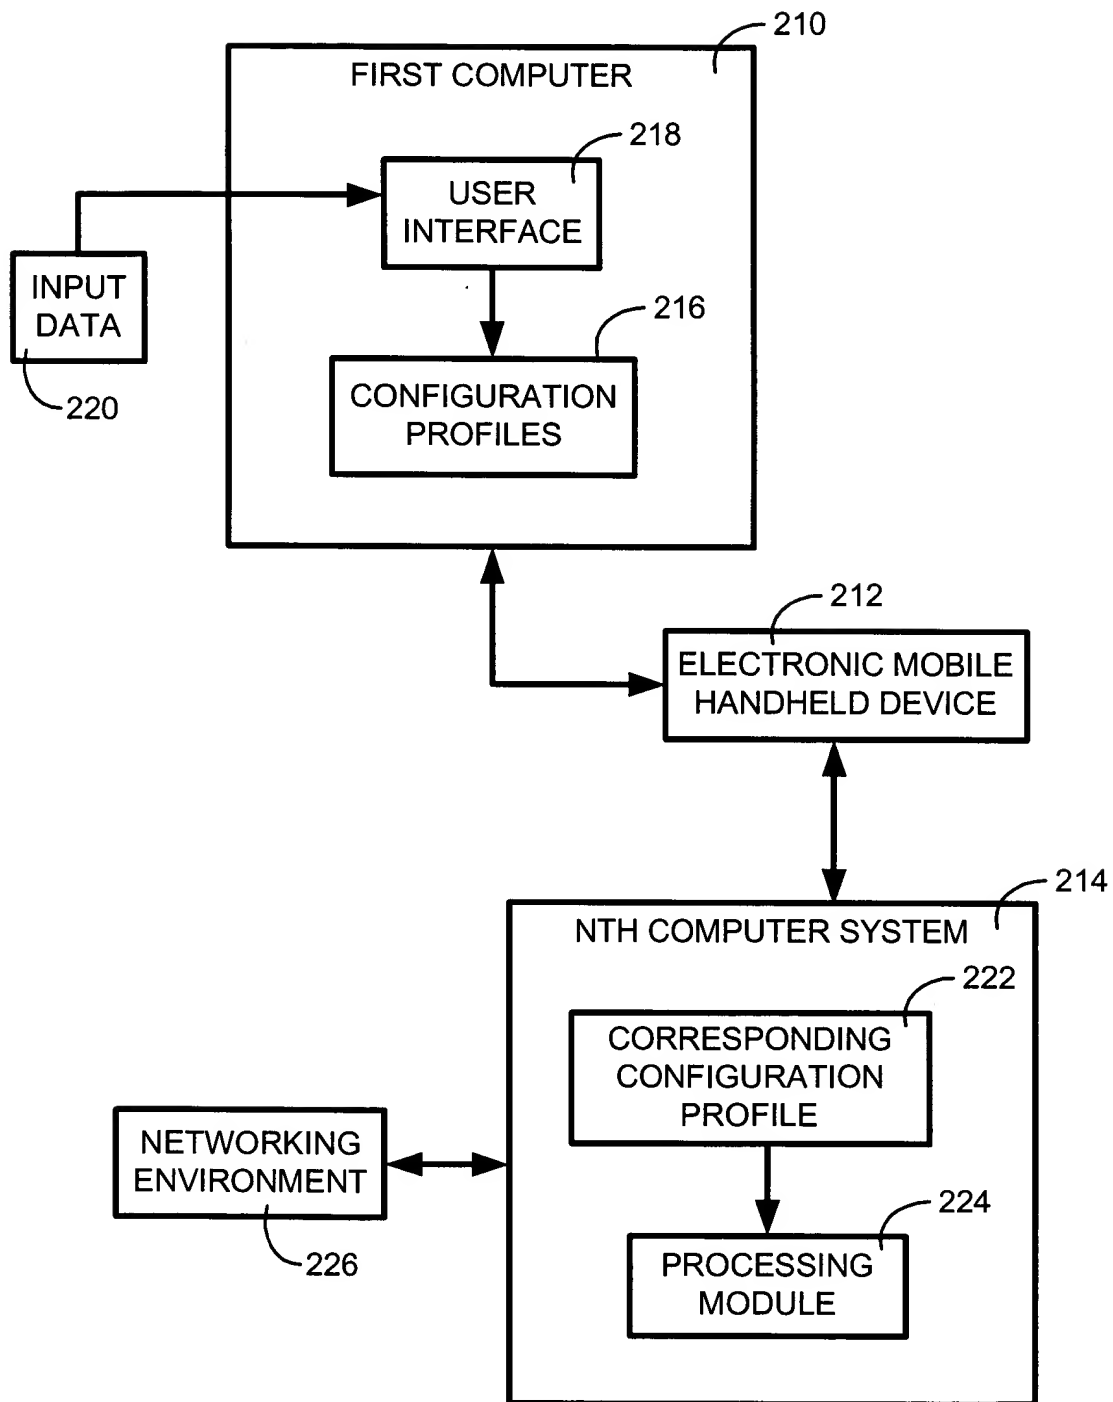 210
FIRST COMPUTER
218
USER
INTERFACE
INPUT
DATA
220
216
CONFIGURATION
PROFILES
212
ELECTRONIC MOBILE
HANDHELD DEVICE
214
NTH COMPUTER SYSTEM
222
CORRESPONDING
CONFIGURATION
PROFILE
NETWORKING
ENVIRONMENT
226
224
PROCESSING
MODULE